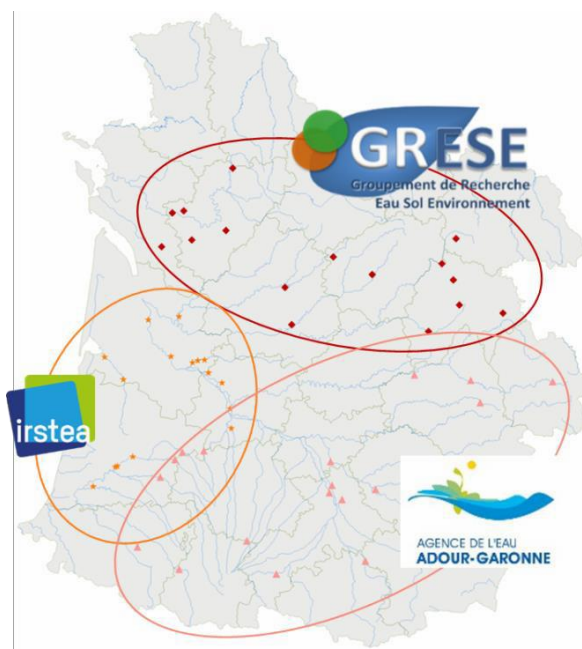 GRESE
Groupement de Recherche
Eau Sol Environnement
irstea
AGENCE DE L'EAU
ADOUR-GARONNE